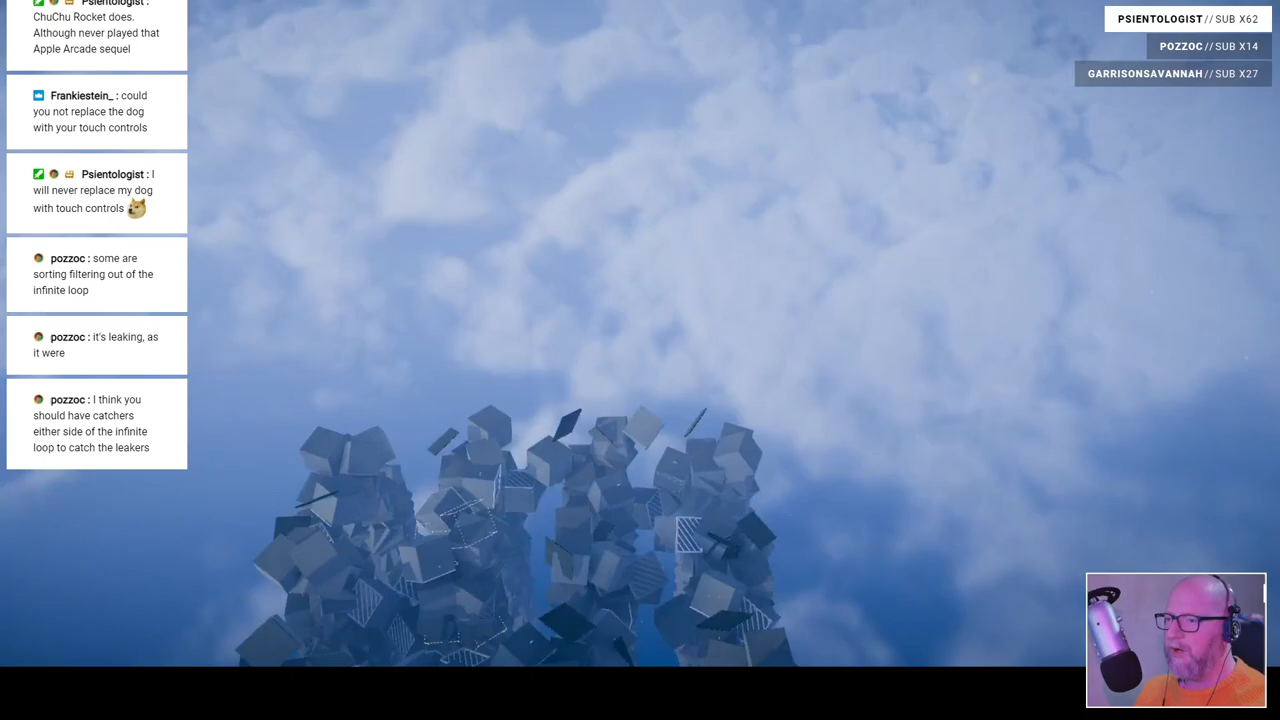 Psientologist :
ChuChu Rocket does.
Although never played that
Apple Arcade sequel
Frankiestein_ : could
you not replace the dog
with your touch controls
Psientologist : I
will never replace my dog
with touch controls
pozzoc : some are
sorting filtering out of the
infinite loop
pozzoc : it's leaking, as
it were
pozzoc : I think you
should have catchers
either side of the infinite
loop to catch the leakers
PSIENTOLOGIST // SUB X62
POZZOC // SUB X14
GARRISONSAVANNAH // SUB X27